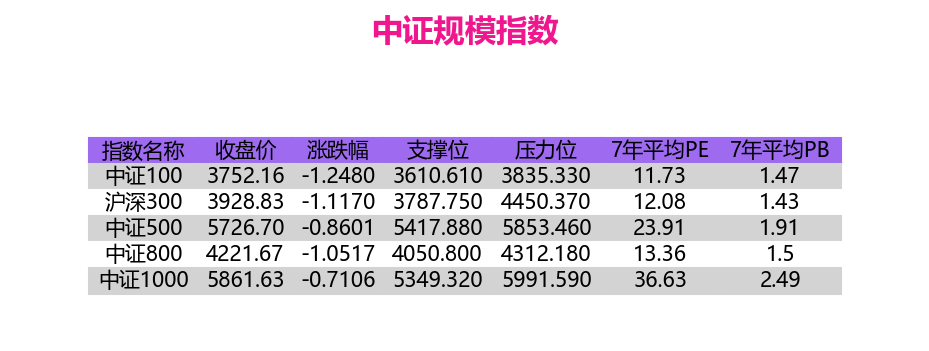 中证规模指数
指数名称 收盘价 涨跌幅 支撑位 压力位 7年平均PE 7年平均PB
中证100 3752.16 -1.2480 3610.610 3835.330 11.73 1.47
沪深300 3928.83 -1.1170 3787.750 4450.370 12.08 1.43
中证500 5726.70 -0.8601 5417.880 5853.460 23.91 1.91
中证800 4221.67 -1.0517 4050.800 4312.180 13.36 1.5
中证1000 5861.63 -0.7106 5349.320 5991.590 36.63 2.49